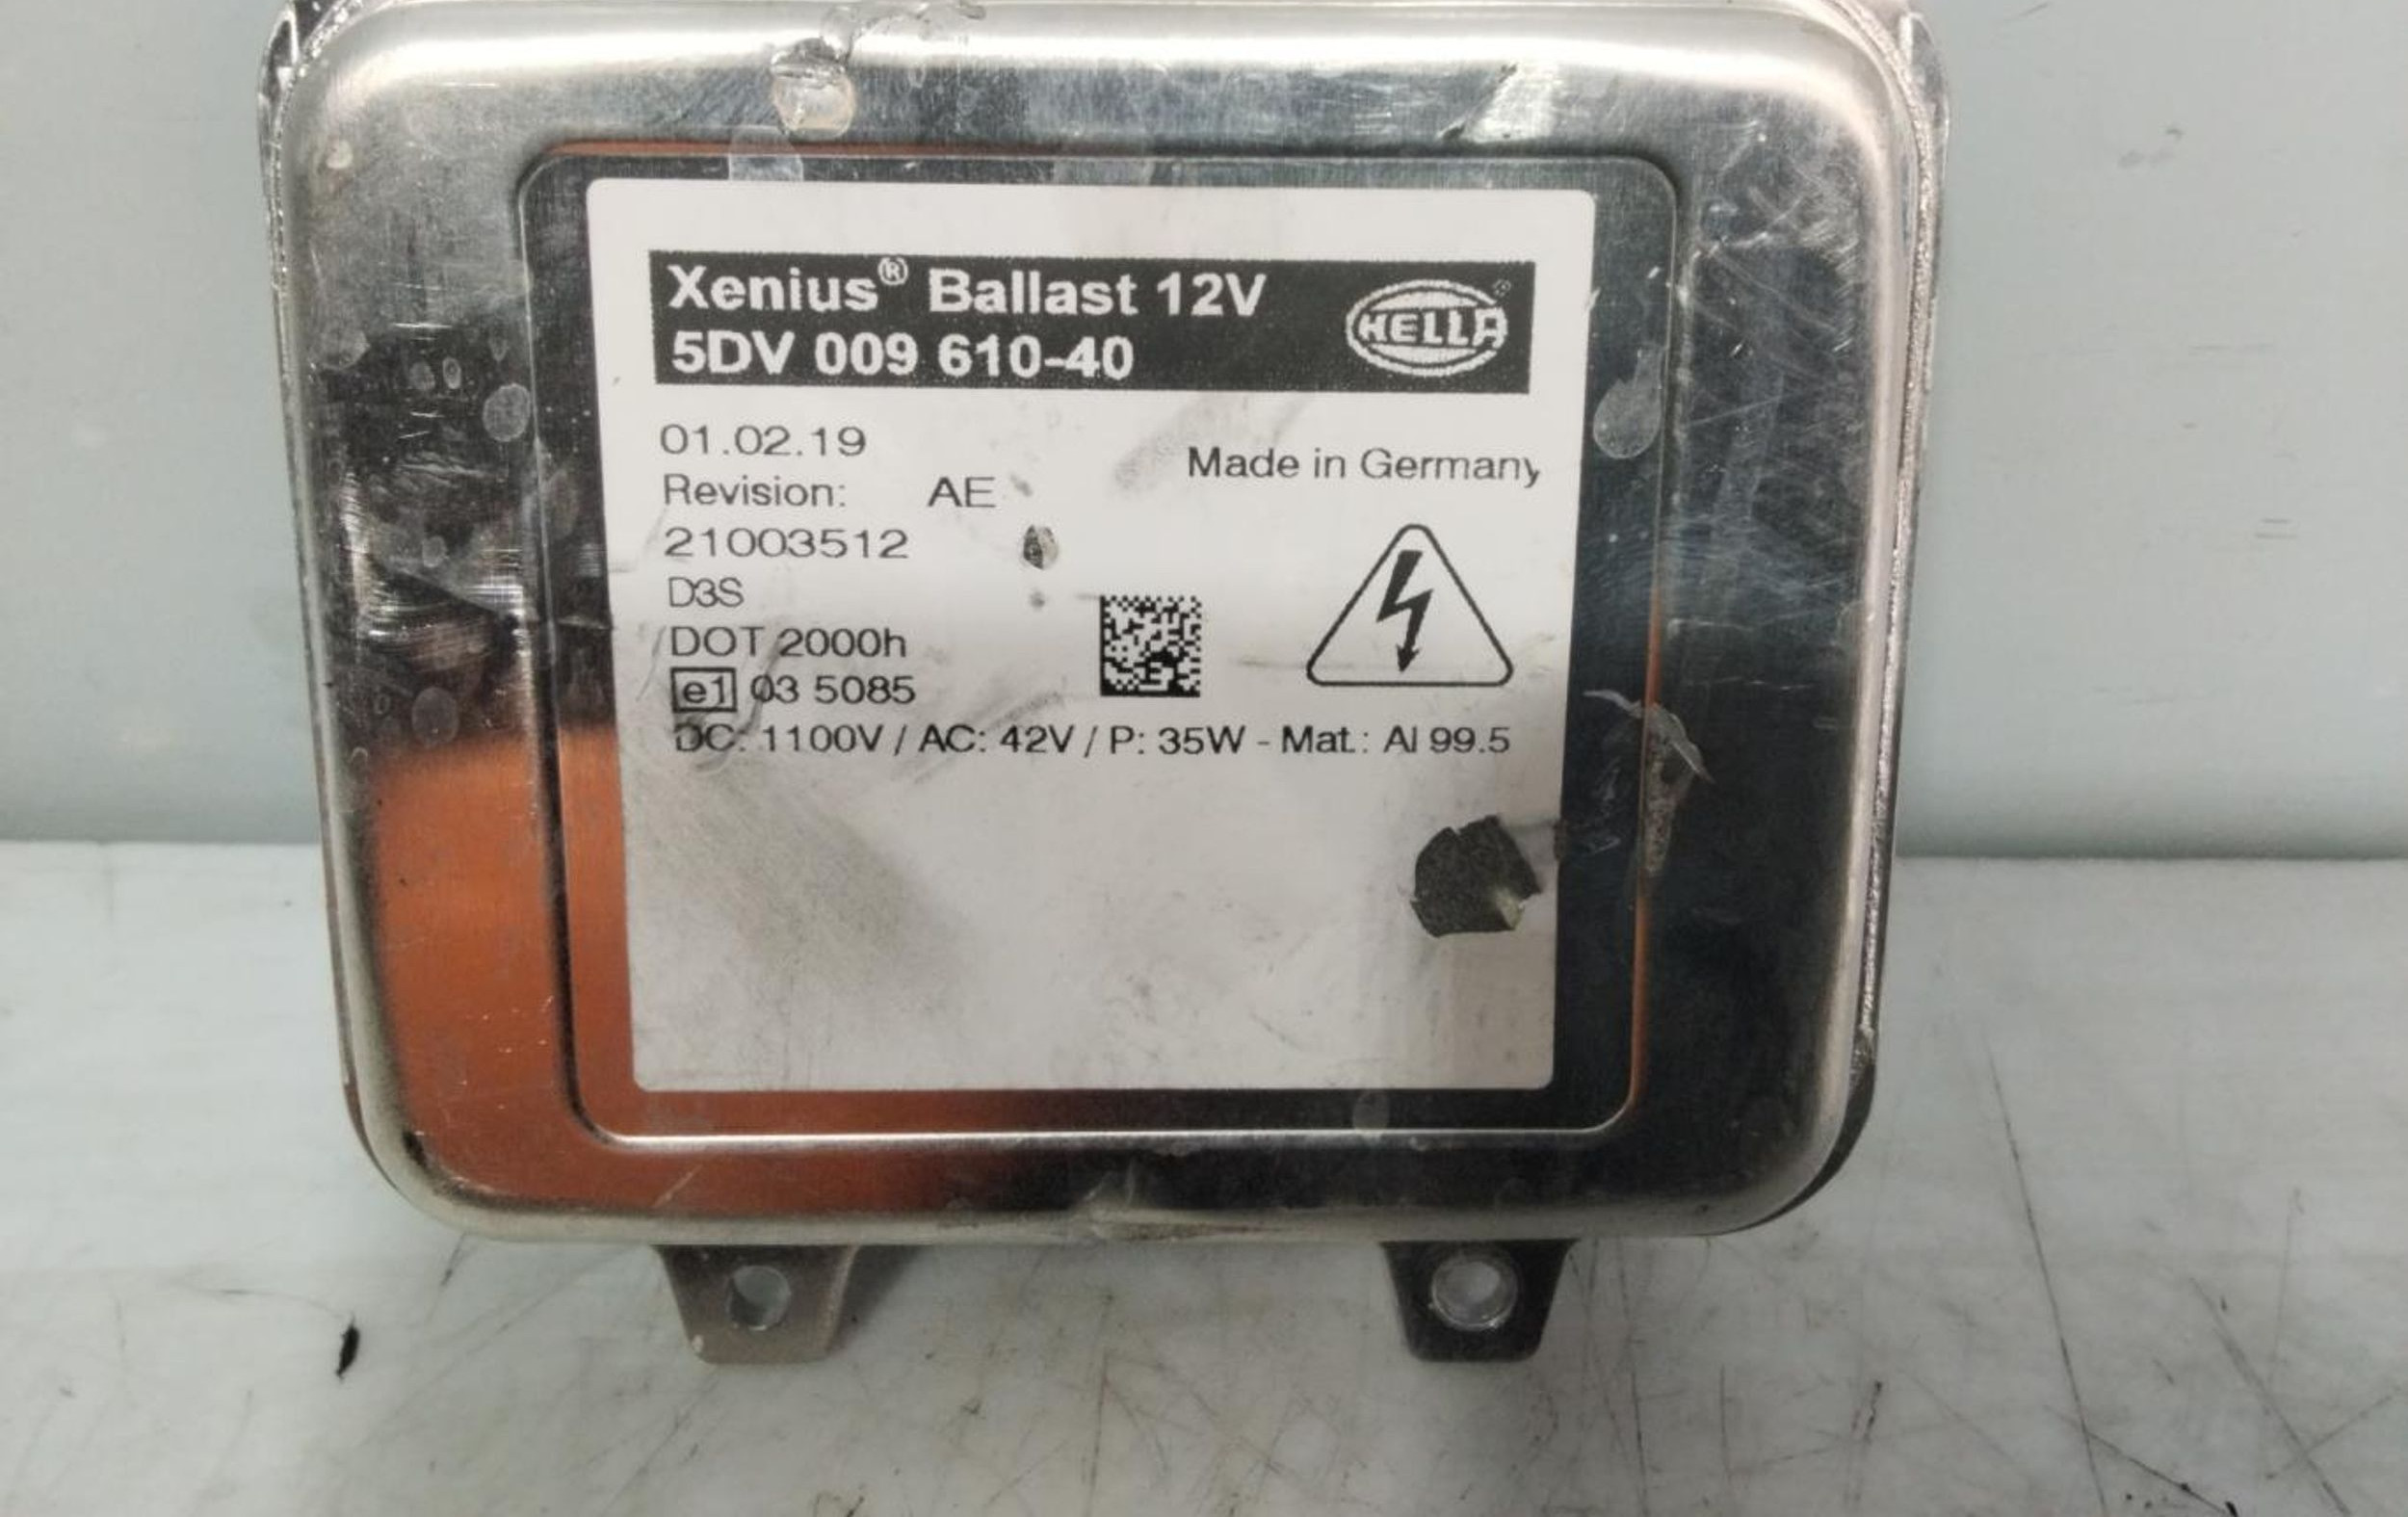 Xenius® Ballast 12V
5DV 009 610-40
HELLA
01.02.19
Made in Germany
Revision: AE
21003512
D3S
DOT 2000h
e1 03 5085
DC: 1100V / AC: 42V / P: 35W - Mat.: Al 99.5